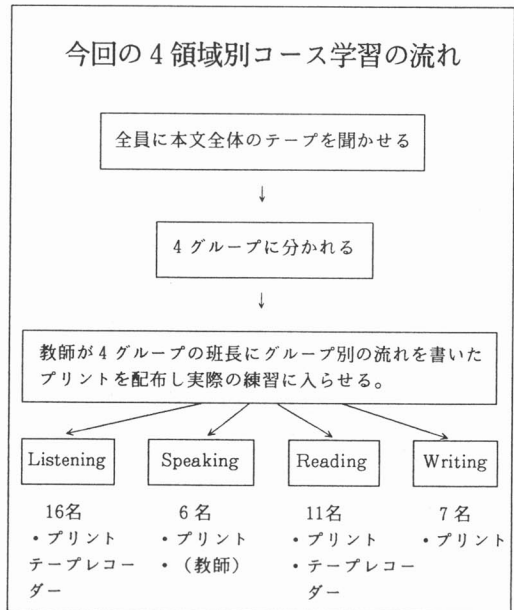 今回の4領域別コース学習の流れ
全員に本文全体のテープを聞かせる
↓
4グループに分かれる
↓
教師が4グループの班長にグループ別の流れを書いた
プリントを配布し実際の練習に入らせる。
Listening
16名
・プリント
テープレコー
ダー
Speaking
6名
・プリント
・(教師)
Reading
11名
・プリント
・テープレコー
ダー
Writing
7名
・プリント